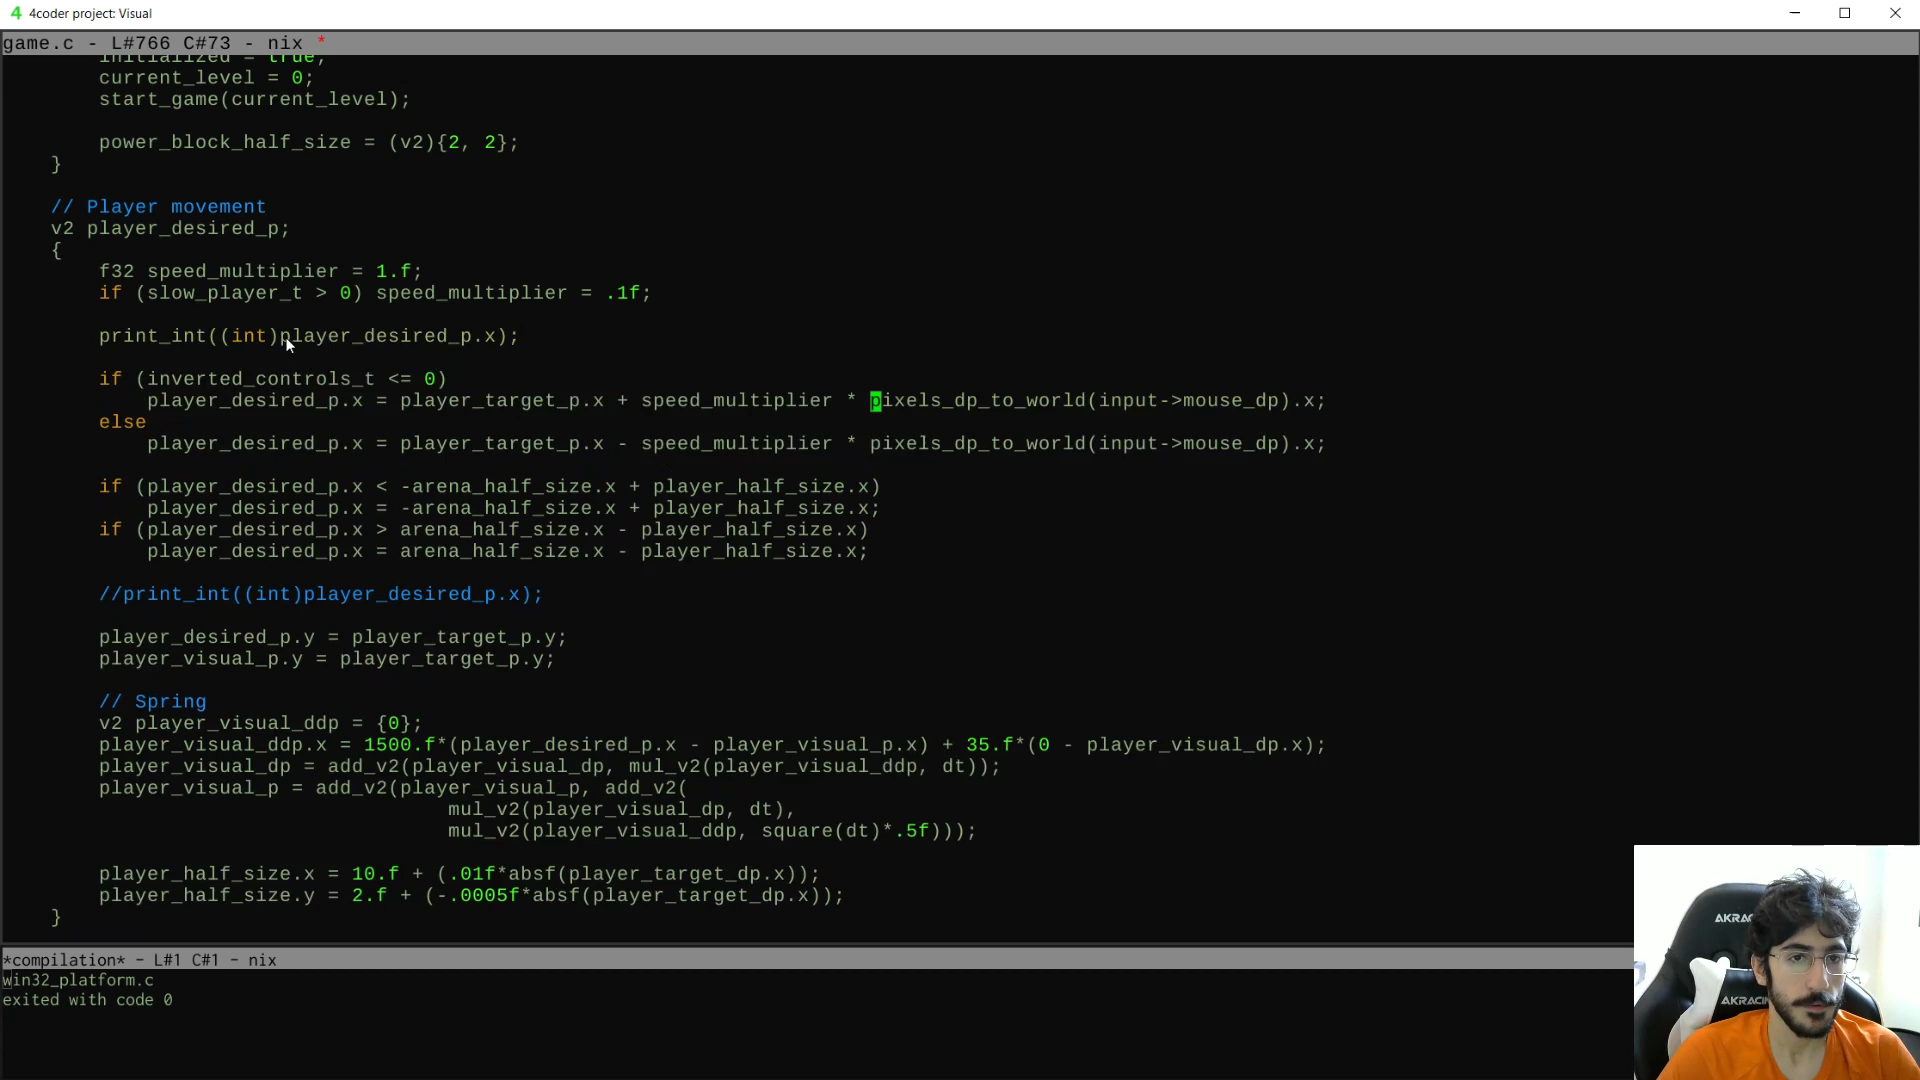 4 4coder project: Visual
game.c - L#766 C#73 - nix *
initialized = true;
current_level = 0;
start_game(current_level);
power_block_half_size = (v2){2, 2};
}
// Player movement
v2 player_desired_p;
{
f32 speed_multiplier = 1.f;
if (slow_player_t > 0) speed_multiplier = .1f;
print_int((int)player_desired_p.x);
if (inverted_controls_t <= 0)
player_desired_p.x = player_target_p.x + speed_multiplier * pixels_dp_to_world(input->mouse_dp).x;
else
player_desired_p.x = player_target_p.x - speed_multiplier * pixels_dp_to_world(input->mouse_dp).x;
if (player_desired_p.x < -arena_half_size.x + player_half_size.x)
player_desired_p.x = -arena_half_size.x + player_half_size.x;
if (player_desired_p.x > arena_half_size.x - player_half_size.x)
player_desired_p.x = arena_half_size.x - player_half_size.x;
//print_int((int)player_desired_p.x);
player_desired_p.y = player_target_p.y;
player_visual_p.y = player_target_p.y;
// Spring
v2 player_visual_ddp = {0};
player_visual_ddp.x = 1500.f*(player_desired_p.x - player_visual_p.x) + 35.f*(0 - player_visual_dp.x);
player_visual_dp = add_v2(player_visual_dp, mul_v2(player_visual_ddp, dt));
player_visual_p = add_v2(player_visual_p, add_v2(
mul_v2(player_visual_dp, dt),
mul_v2(player_visual_ddp, square(dt)*.5f)));
player_half_size.x = 10.f + (.01f*absf(player_target_dp.x));
player_half_size.y = 2.f + (-.0005f*absf(player_target_dp.x));
}
*compilation* - L#1 C#1 - nix
win32_platform.c
exited with code 0